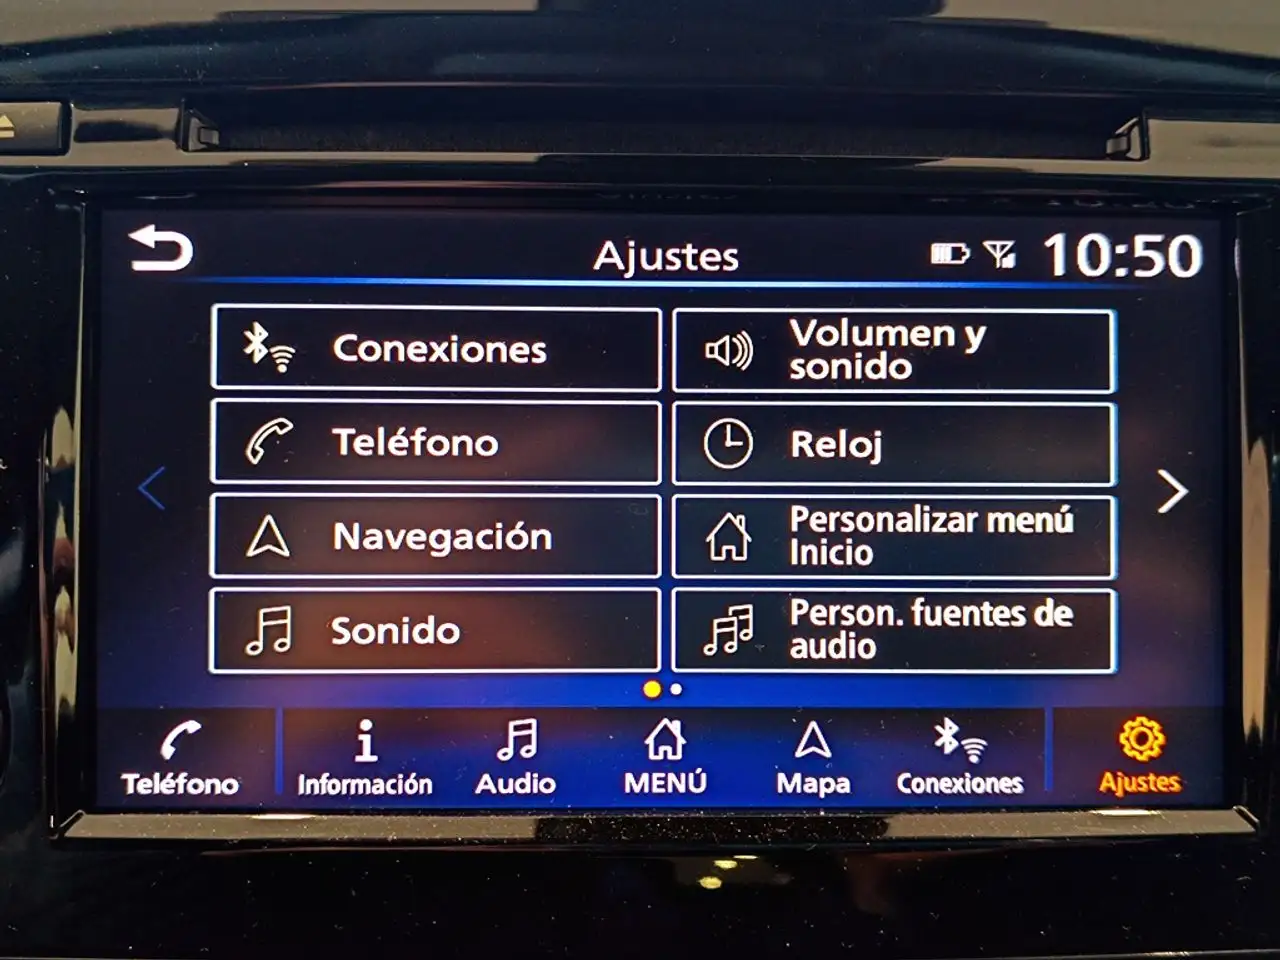 Ajustes
10:50
Conexiones
Volumen y
sonido
Teléfono
Reloj
Navegación
Personalizar menú
Inicio
Sonido
Person. fuentes de
audio
Teléfono
Información
Audio
MENÚ
Mapa
Conexiones
Ajustes